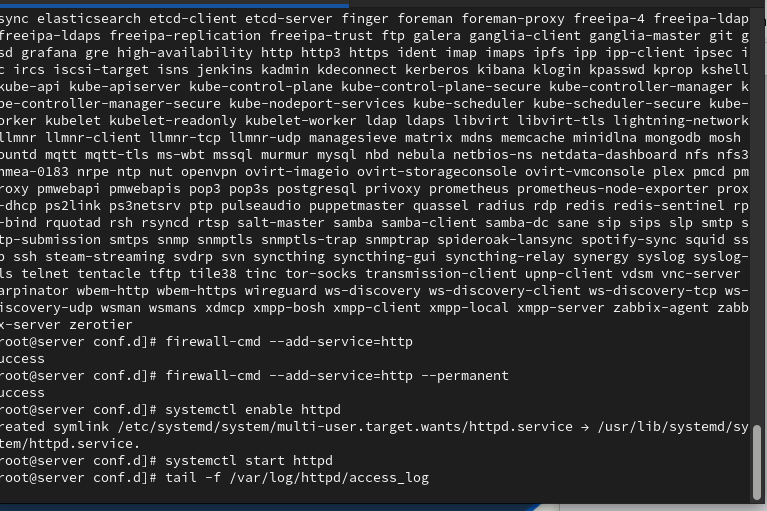 sync elasticsearch etcd-client etcd-server finger foreman foreman-proxy freeipa-4 freeipa-ldap
freeipa-ldaps freeipa-replication freeipa-trust ftp galera ganglia-client ganglia-master git g
sd grafana gre high-availability http http3 https ident imap imaps ipfs ipp ipp-client ipsec i
c ircs iscsi-target isns jenkins kadmin kdeconnect kerberos kibana klogin kpasswd kprop kshell
kube-api kube-apiserver kube-control-plane kube-control-plane-secure kube-controller-manager k
be-controller-manager-secure kube-nodeport-services kube-scheduler kube-scheduler-secure kube-
orker kubelet kubelet-readonly kubelet-worker ldap ldaps libvirt libvirt-tls lightning-network
llmnr llmnr-client llmnr-tcp llmnr-udp managesieve matrix mdns memcache minidlna mongodb mosh
ountd mqtt mqtt-tls ms-wbt mssql murmur mysql nbd nebula netbios-ns netdata-dashboard nfs nfs3
nmea-0183 nrpe ntp nut openvpn ovirt-imageio ovirt-storageconsole ovirt-vmconsole plex pmcd pm
roxy pmwebapi pmwebapis pop3 pop3s postgresql privoxy prometheus prometheus-node-exporter prox
-dhcp ps2link ps3netsrv ptp pulseaudio puppetmaster quassel radius rdp redis redis-sentinel rp
-bind rquotad rsh rsyncd rtsp salt-master samba samba-client samba-dc sane sip sips slp smtp s
tp-submission smtps snmp snmptls snmptls-trap snmptrap spideroak-lansync spotify-sync squid ss
p ssh steam-streaming svdrp svn syncthing syncthing-gui syncthing-relay synergy syslog syslog-
ls telnet tentacle tftp tile38 tinc tor-socks transmission-client upnp-client vdsm vnc-server
arpinator wbem-http wbem-https wireguard ws-discovery ws-discovery-client ws-discovery-tcp ws-
iscovery-udp wsman wsmans xdmcp xmpp-bosh xmpp-client xmpp-local xmpp-server zabbix-agent zabb
x-server zerotier
root@server conf.d]# firewall-cmd --add-service=http
uccess
root@server conf.d]# firewall-cmd --add-service=http --permanent
uccess
root@server conf.d]# systemctl enable httpd
reated symlink /etc/systemd/system/multi-user.target.wants/httpd.service → /usr/lib/systemd/sy
tem/httpd.service.
root@server conf.d]# systemctl start httpd
root@server conf.d]# tail -f /var/log/httpd/access_log